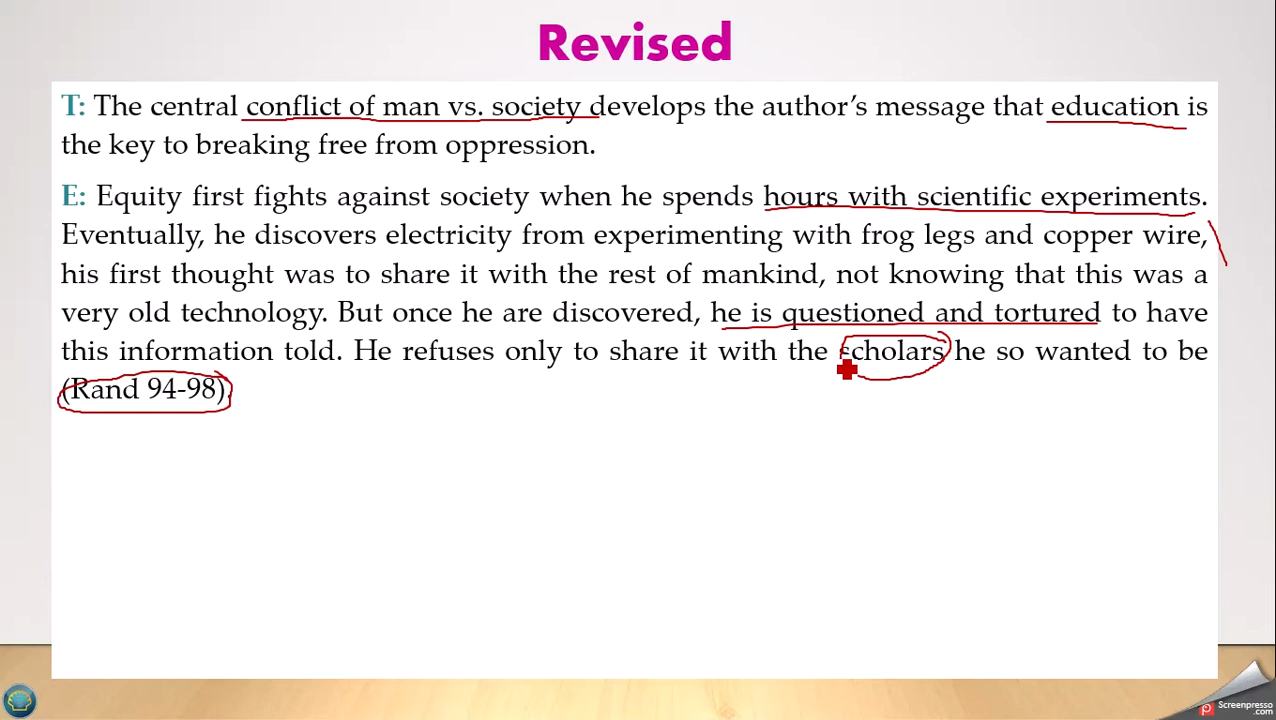 Revised
T: The central conflict of man vs. society develops the author's message that education is
the key to breaking free from oppression.
E: Equity first fights against society when he spends hours with scientific experiments.
Eventually, he discovers electricity from experimenting with frog legs and copper wire,
his first thought was to share it with the rest of mankind, not knowing that this was a
very old technology. But once he are discovered, he is questioned and tortured to have
this information told. He refuses only to share it with the scholars he so wanted to be
(Rand 94-98).
Screenpresso
.com